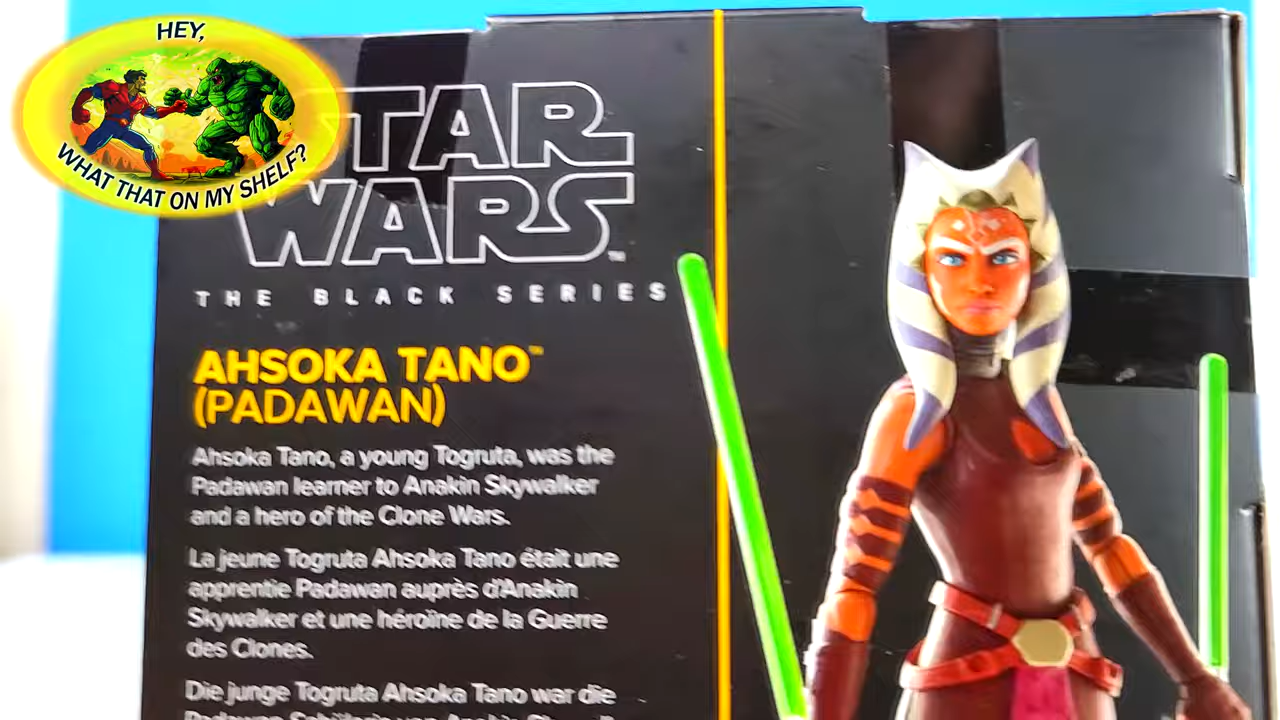 HEY,
WHAT THAT ON MY SHELF?
STAR
WARS™
THE BLACK SERIES
AHSOKA TANO™
(PADAWAN)
Ahsoka Tano, a young Togruta, was the
Padawan learner to Anakin Skywalker
and a hero of the Clone Wars.
La jeune Togruta Ahsoka Tano était une
apprentie Padawan auprès d'Anakin
Skywalker et une héroïne de la Guerre
des Clones.
Die junge Togruta Ahsoka Tano war die